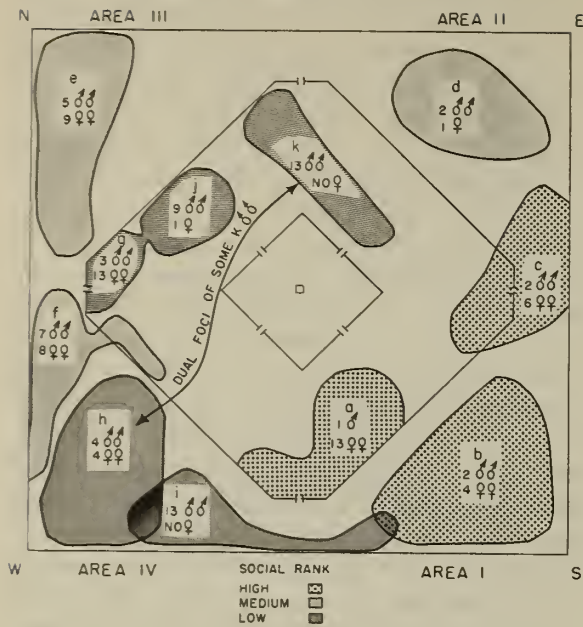 N AREA III AREA II E
e
5 ♂♂
9 ♀♀
d
2 ♂♂
1 ♀
k
13 ♂♂
NO ♀
j
9 ♂♂
1 ♀
g
3 ♂♂
13 ♀♀
c
2 ♂♂
6 ♀♀
f
7 ♂♂
8 ♀♀
DUAL FOCI OF SOME K ♂♂
h
4 ♂♂
4 ♀♀
a
1 ♂
13 ♀♀
b
2 ♂♂
4 ♀♀
i
13 ♂♂
NO ♀
W AREA IV AREA I S
SOCIAL RANK
HIGH
MEDIUM
LOW